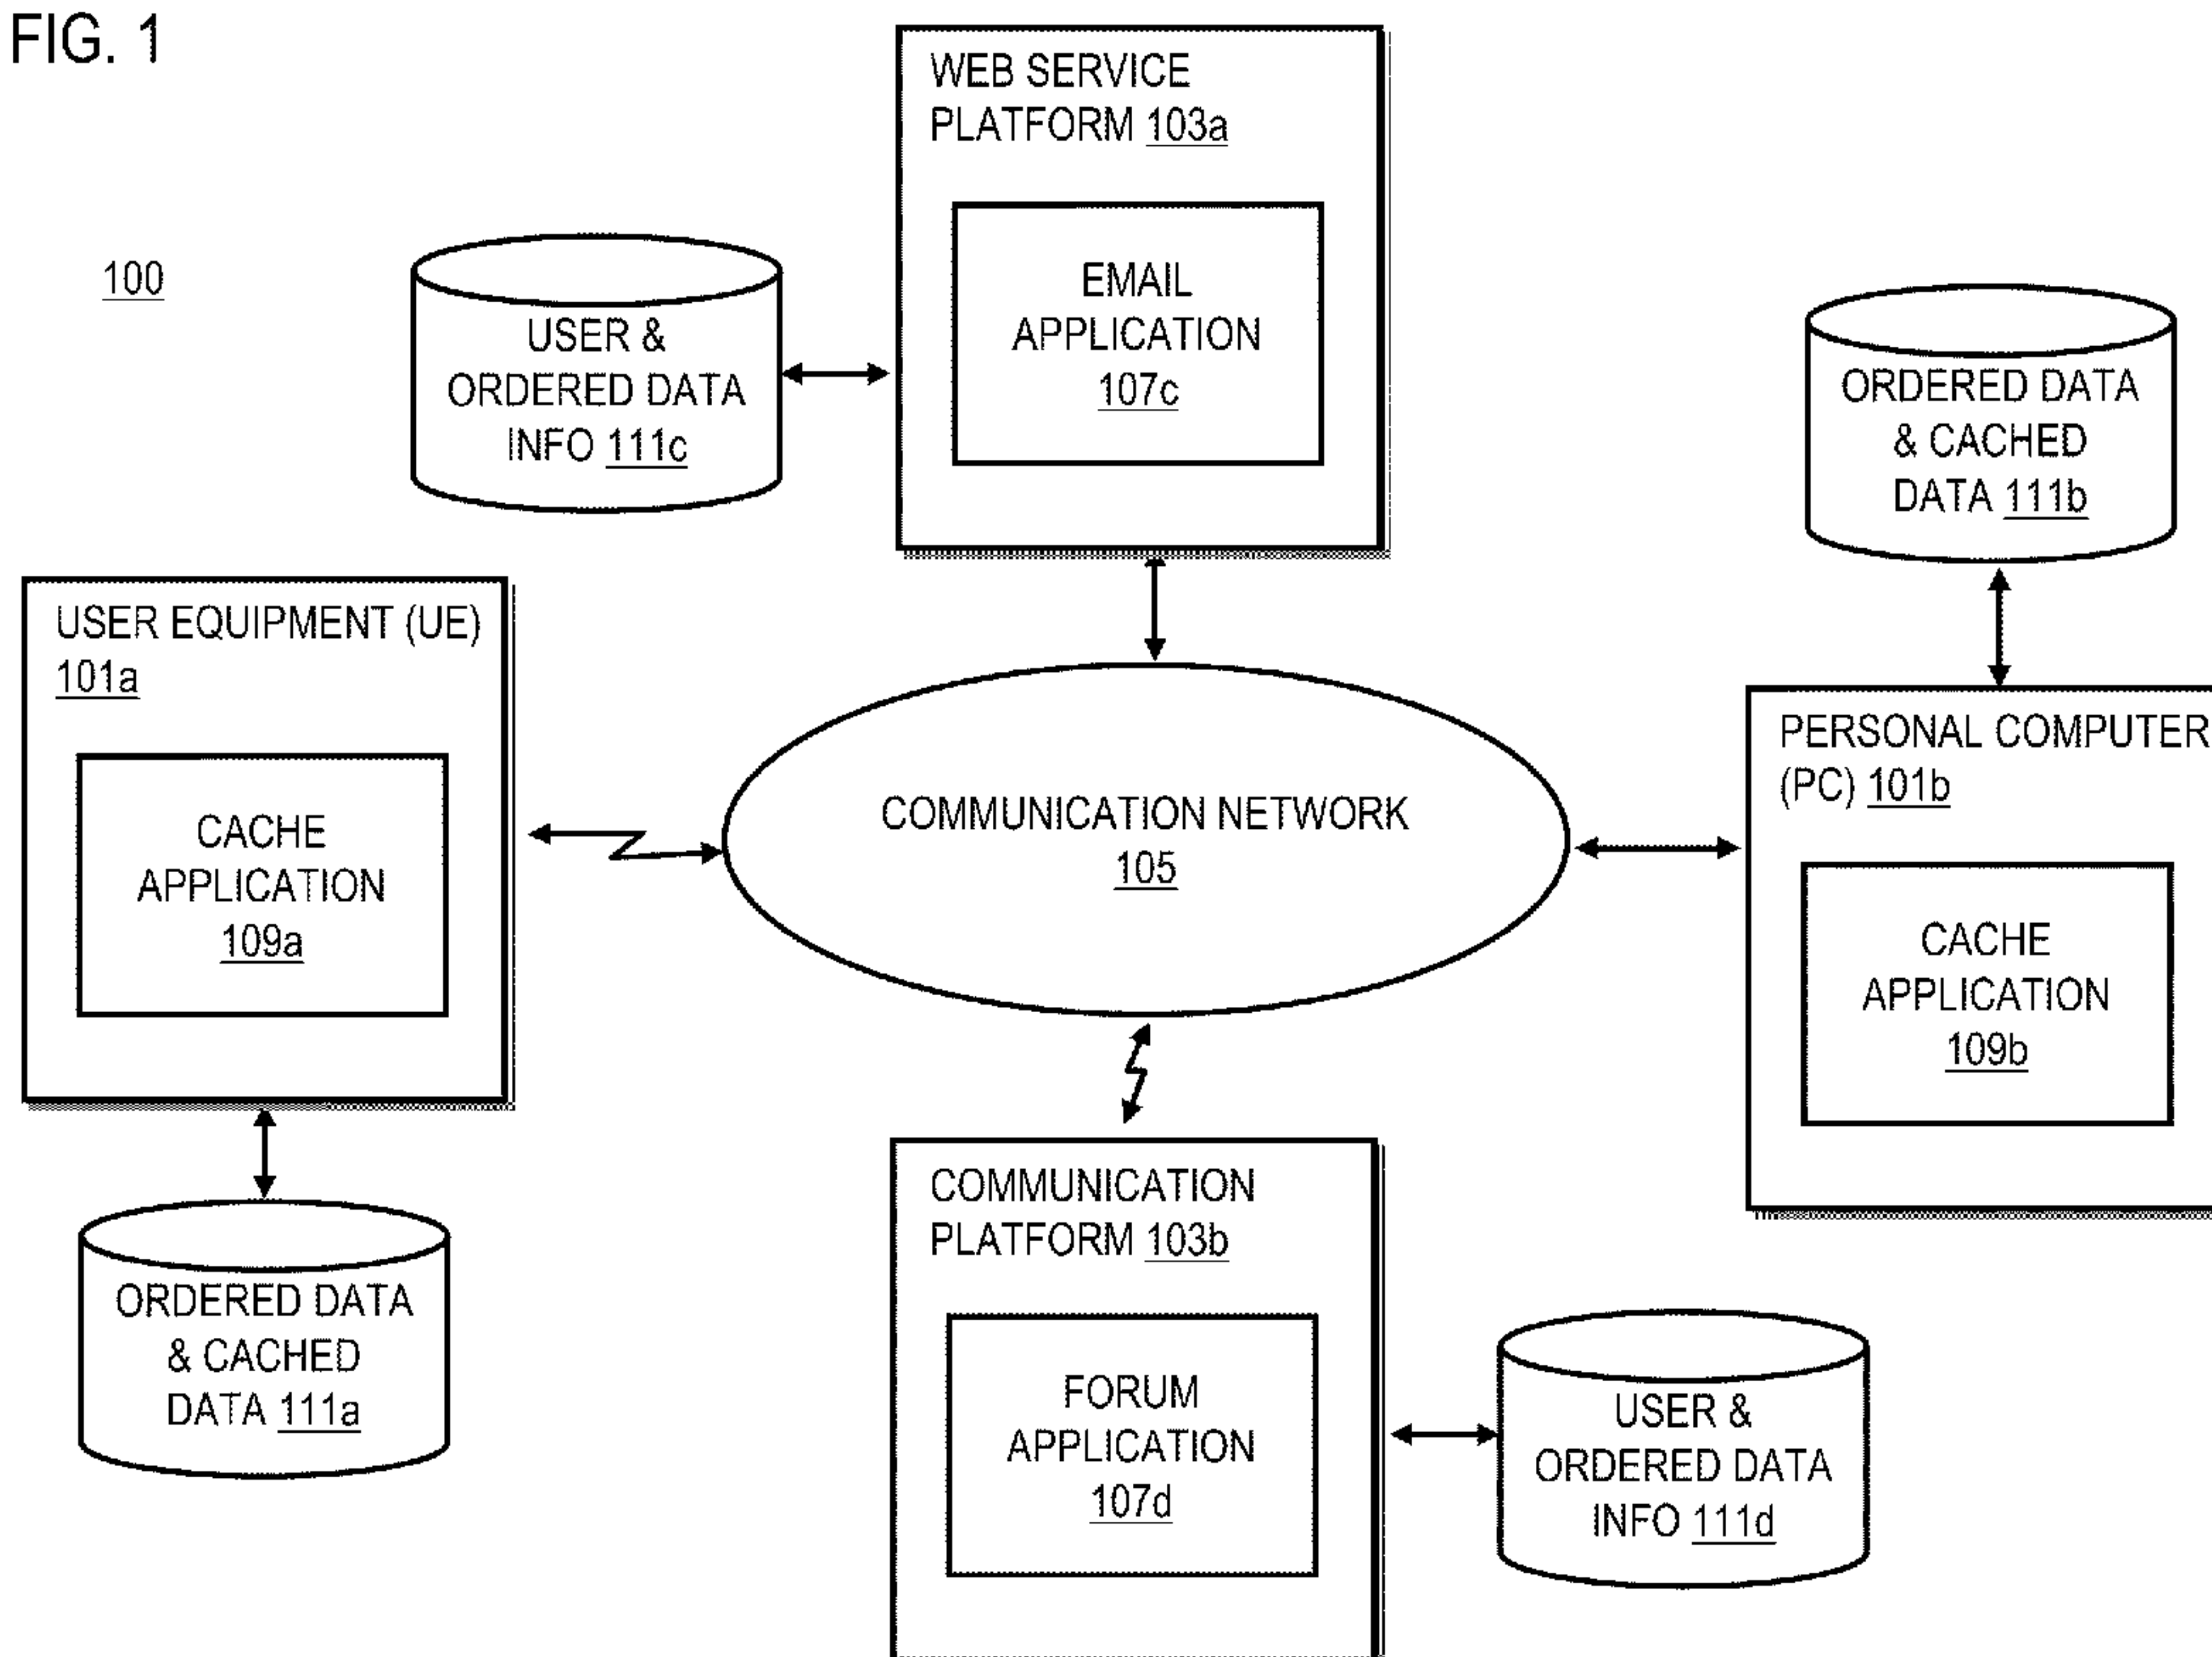 FIG. 1
100
WEB SERVICE
PLATFORM 103a
EMAIL
APPLICATION
107c
USER &
ORDERED DATA
INFO 111c
ORDERED DATA
& CACHED
DATA 111b
USER EQUIPMENT (UE)
101a
CACHE
APPLICATION
109a
COMMUNICATION NETWORK
105
PERSONAL COMPUTER
(PC) 101b
CACHE
APPLICATION
109b
ORDERED DATA
& CACHED
DATA 111a
COMMUNICATION
PLATFORM 103b
FORUM
APPLICATION
107d
USER &
ORDERED DATA
INFO 111d